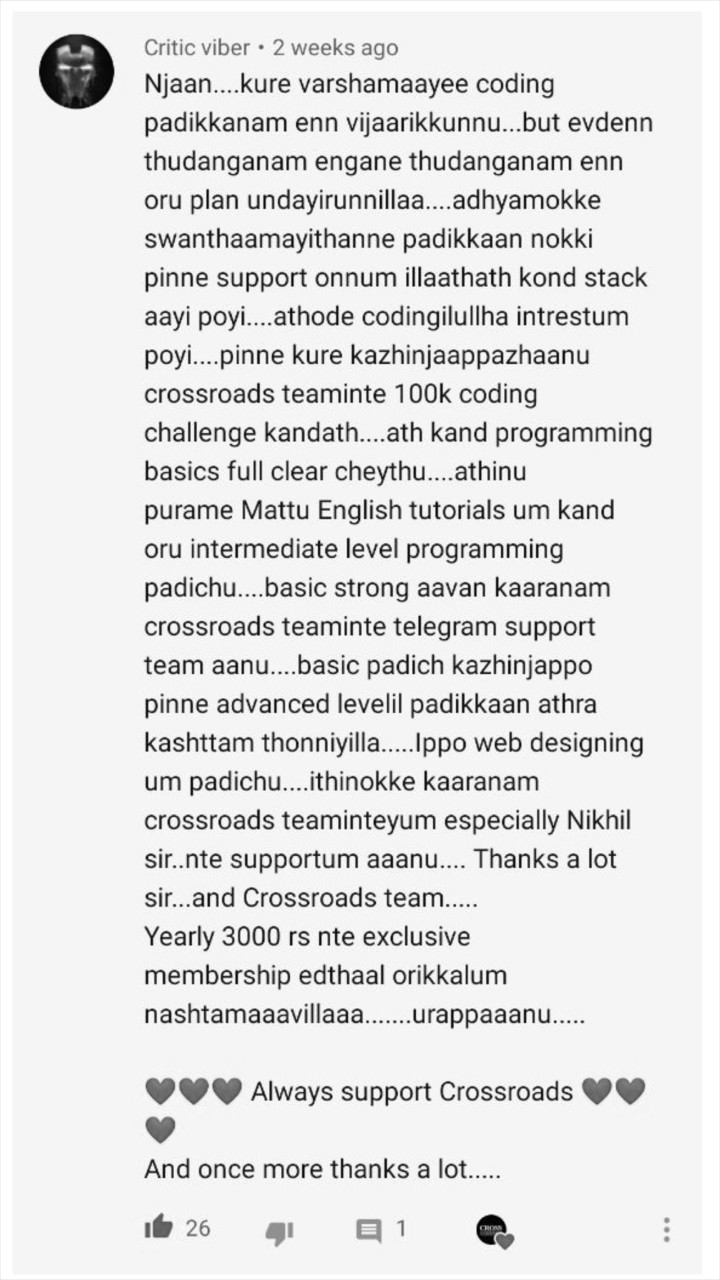 Critic viber • 2 weeks ago
Njaan....kure varshamaayee coding
padikkanam enn vijaarikkunnu...but evdenn
thudanganam engane thudanganam enn
oru plan undayirunnillaa....adhyamokke
swanthaamayithanne padikkaan nokki
pinne support onnum illaathath kond stack
aayi poyi....athode codingilullha intrestum
poyi....pinne kure kazhinjaappazhaanu
crossroads teaminte 100k coding
challenge kandath....ath kand programming
basics full clear cheythu....athinu
purame Mattu English tutorials um kand
oru intermediate level programming
padichu....basic strong aavan kaaranam
crossroads teaminte telegram support
team aanu....basic padich kazhinjappo
pinne advanced levelil padikkaan athra
kashttam thonniyilla.....Ippo web designing
um padichu....ithinokke kaaranam
crossroads teaminteyum especially Nikhil
sir..nte supportum aaanu.... Thanks a lot
sir...and Crossroads team.....
Yearly 3000 rs nte exclusive
membership edthaal orikkalum
nashtamaaavillaaa.......urappaaanu.....
🖤🖤🖤 Always support Crossroads 🖤🖤
🖤
And once more thanks a lot.....
26 1 CROSS